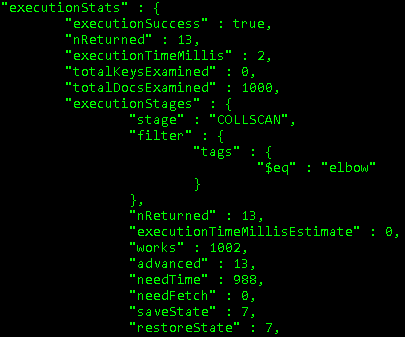 "executionStats" : {
"executionSuccess" : true,
"nReturned" : 13,
"executionTimeMillis" : 2,
"totalKeysExamined" : 0,
"totalDocsExamined" : 1000,
"executionStages" : {
"stage" : "COLLSCAN",
"filter" : {
"tags" : {
"$eq" : "elbow"
}
},
"nReturned" : 13,
"executionTimeMillisEstimate" : 0,
"works" : 1002,
"advanced" : 13,
"needTime" : 988,
"needFetch" : 0,
"saveState" : 7,
"restoreState" : 7,